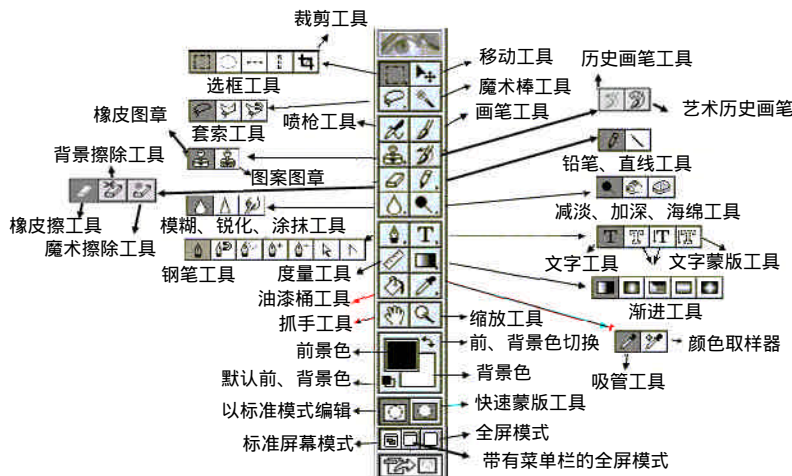 裁剪工具
移动工具
历史画笔工具
选框工具
魔术棒工具
橡皮图章
套索工具
喷枪工具
画笔工具
艺术历史画笔
背景擦除工具
图案图章
铅笔、直线工具
橡皮擦工具
魔术擦除工具
模糊、锐化、涂抹工具
减淡、加深、海绵工具
T
T
T
T
T
钢笔工具
度量工具
文字工具
文字蒙版工具
油漆桶工具
渐进工具
抓手工具
缩放工具
前景色
前、背景色切换
颜色取样器
默认前、背景色
背景色
吸管工具
以标准模式编辑
快速蒙版工具
标准屏幕模式
全屏模式
带有菜单栏的全屏模式